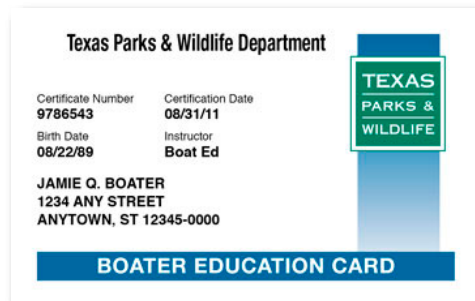 Texas Parks & Wildlife Department
TEXAS
PARKS &
WILDLIFE
Certificate Number Certification Date
9786543 08/31/11
Birth Date Instructor
08/22/89 Boat Ed
JAMIE Q. BOATER
1234 ANY STREET
ANYTOWN, ST 12345-0000
BOATER EDUCATION CARD